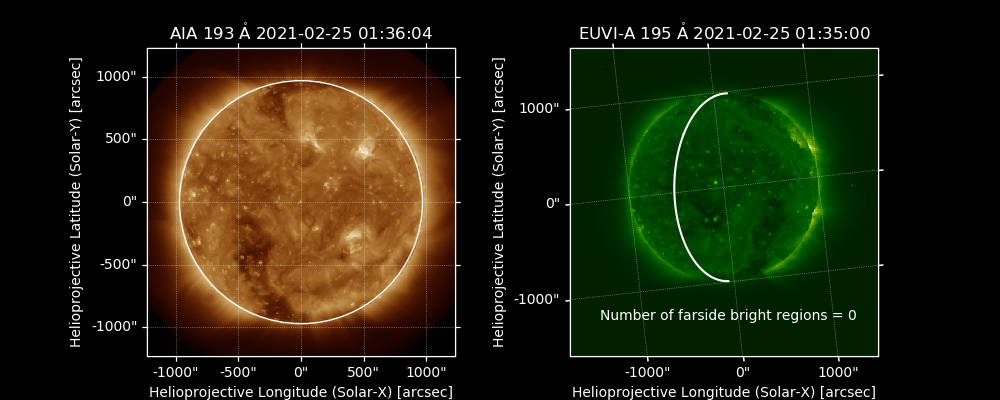 AIA 193 Å 2021-02-25 01:36:04
1000"
500"
0"
-500"
-1000"
-1000" -500" 0" 500" 1000"
Helioprojective Longitude (Solar-X) [arcsec]
Helioprojective Latitude (Solar-Y) [arcsec]
EUVI-A 195 Å 2021-02-25 01:35:00
1000"
0"
-1000"
Number of farside bright regions = 0
-1000" 0" 1000"
Helioprojective Longitude (Solar-X) [arcsec]
Helioprojective Latitude (Solar-Y) [arcsec]